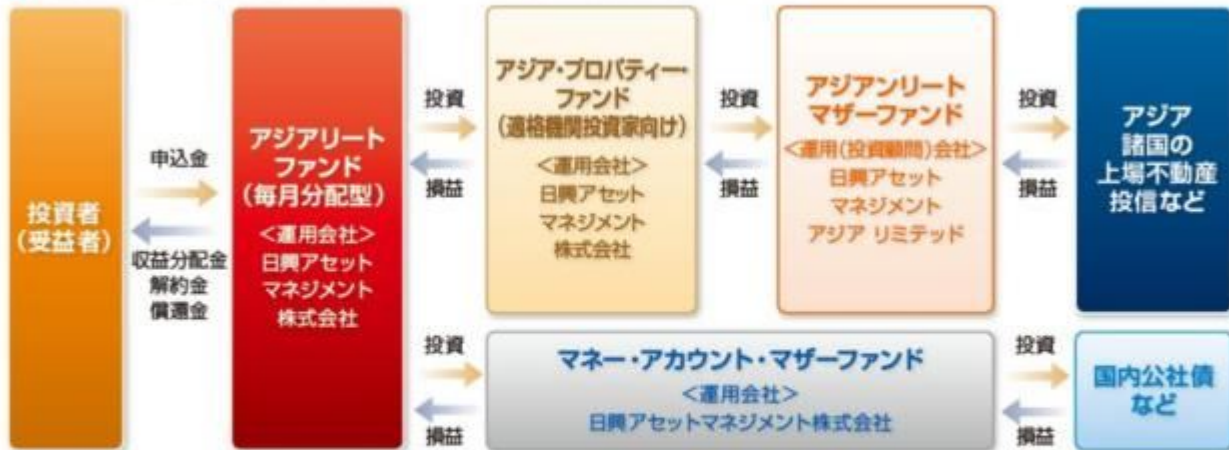 投資者
(受益者)
申込金
収益分配金
解約金
償還金
アジアリート
ファンド
(毎月分配型)
<運用会社>
日興アセット
マネジメント
株式会社
投資
損益
アジア・プロパティー・
ファンド
(適格機関投資家向け)
<運用会社>
日興アセット
マネジメント
株式会社
投資
損益
アジアンリート
マザーファンド
<運用(投資顧問)会社>
日興アセット
マネジメント
アジア リミテッド
投資
損益
アジア
諸国の
上場不動産
投信など
投資
損益
マネー・アカウント・マザーファンド
<運用会社>
日興アセットマネジメント株式会社
投資
損益
国内公社債
など